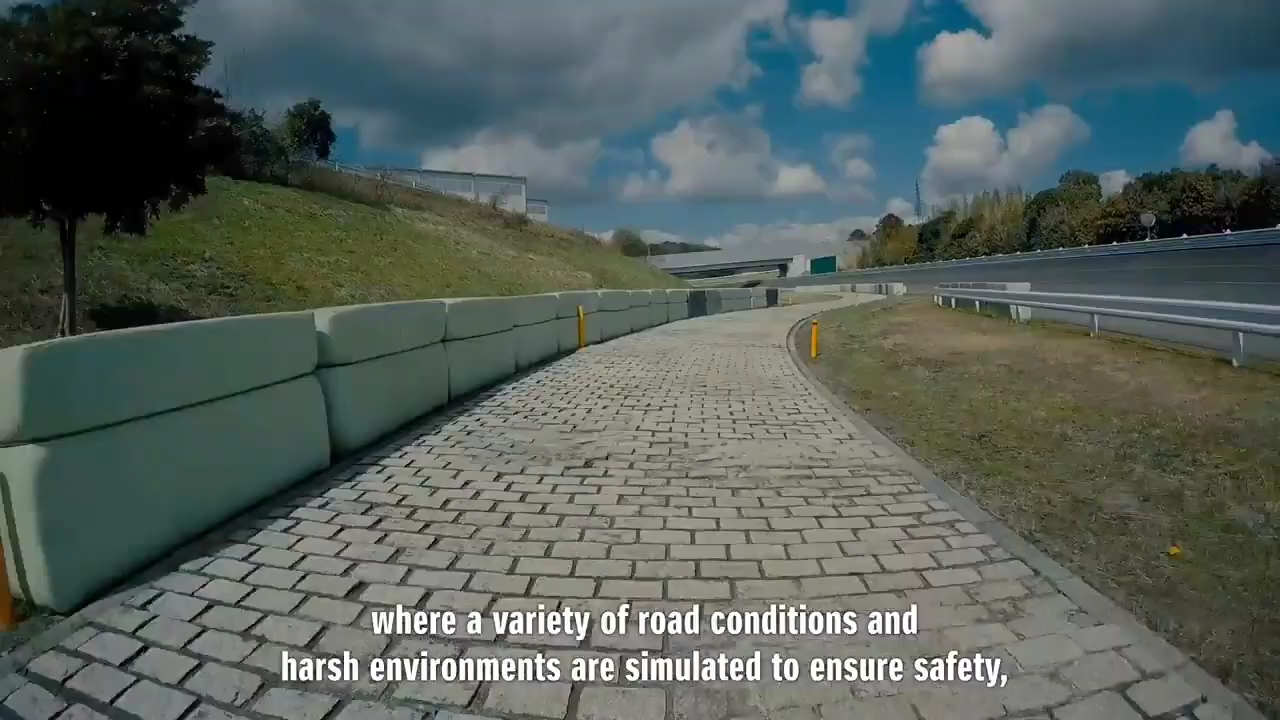 where a variety of road conditions and
harsh environments are simulated to ensure safety,